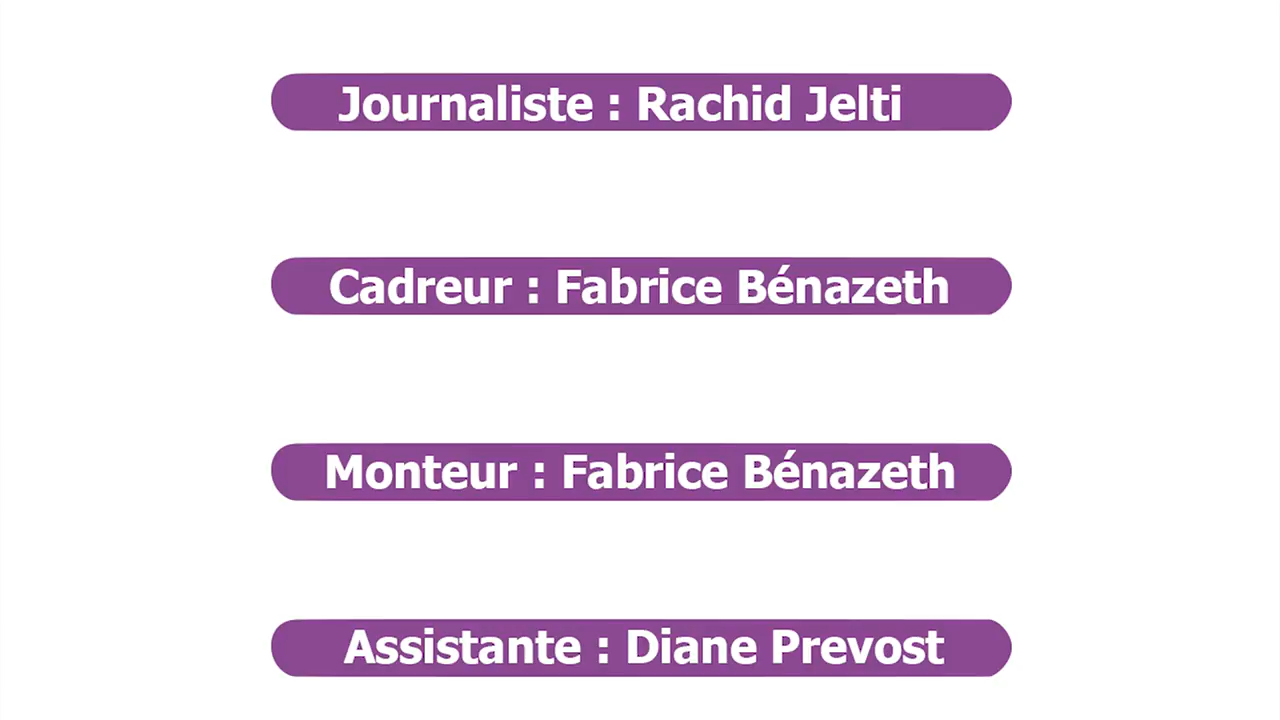 Journaliste : Rachid Jelti
Cadreur : Fabrice Bénazeth
Monteur : Fabrice Bénazeth
Assistante : Diane Prevost